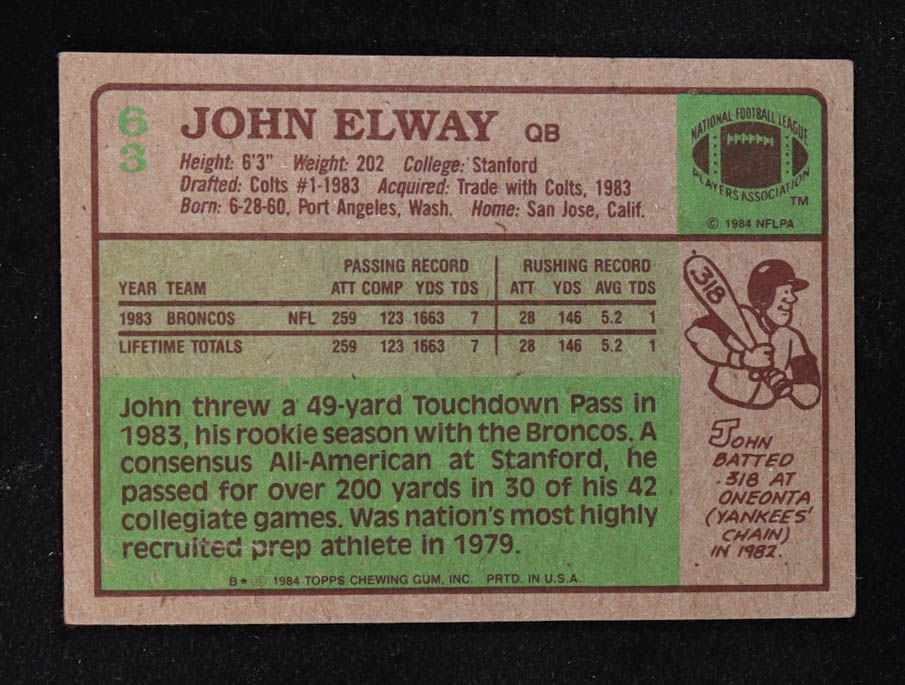 63
JOHN ELWAY QB
Height: 6'3" Weight: 202 College: Stanford
Drafted: Colts #1-1983 Acquired: Trade with Colts, 1983
Born: 6-28-60, Port Angeles, Wash. Home: San Jose, Calif.
NATIONAL FOOTBALL LEAGUE
PLAYERS ASSOCIATION
TM
© 1984 NFLPA
PASSING RECORD RUSHING RECORD
YEAR TEAM ATT COMP YDS TDS ATT YDS AVG TDS
1983 BRONCOS NFL 259 123 1663 7 28 146 5.2 1
LIFETIME TOTALS 259 123 1663 7 28 146 5.2 1
John threw a 49-yard Touchdown Pass in
1983, his rookie season with the Broncos. A
consensus All-American at Stanford, he
passed for over 200 yards in 30 of his 42
collegiate games. Was nation's most highly
recruited prep athlete in 1979.
318
JOHN
BATTED
.318 AT
ONEONTA
(YANKEES'
CHAIN)
IN 1982.
B★ © 1984 TOPPS CHEWING GUM, INC. PRTD. IN U.S.A.